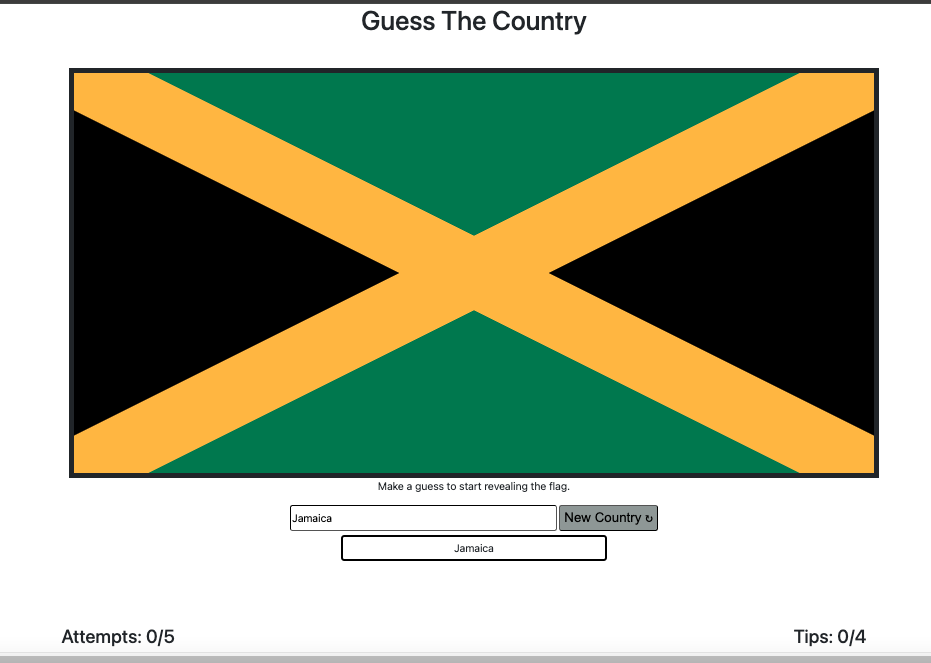 Guess The Country
Make a guess to start revealing the flag.
Jamaica New Country ↻
Jamaica
Attempts: 0/5 Tips: 0/4